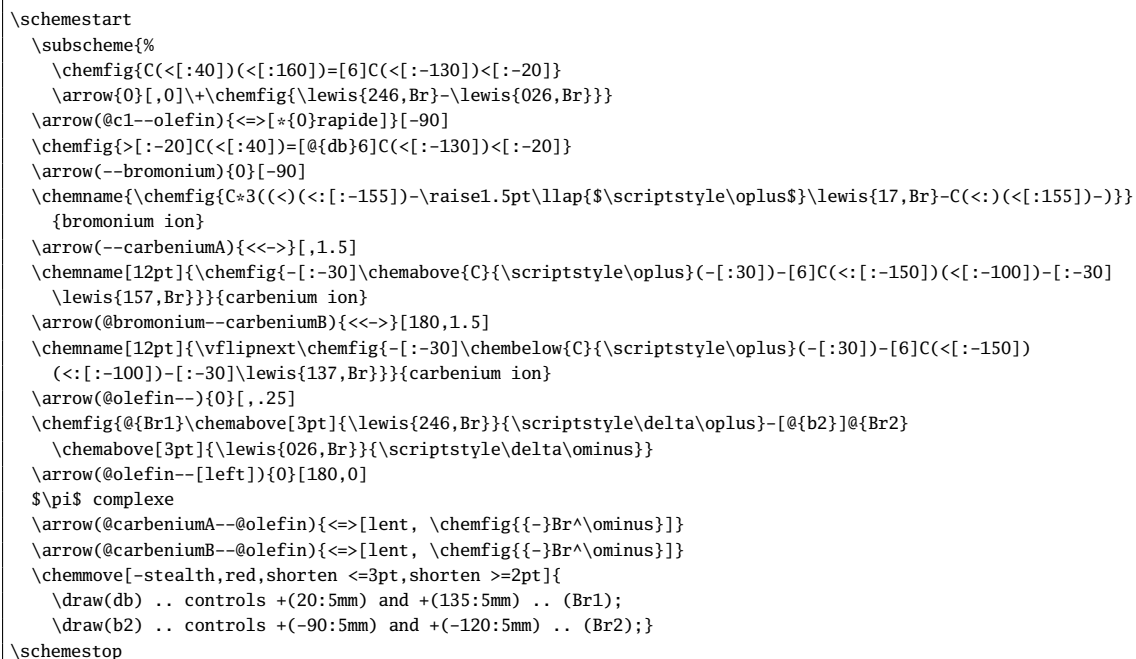 \schemestart
  \subscheme{%
    \chemfig{C(<[:40])(<[:160])=[6]C(<[:-130])<[:-20]}
    \arrow{0}[,0]\+\chemfig{\lewis{246,Br}-\lewis{026,Br}}}
  \arrow(@c1--olefin){<=>[*{0}rapide]}[-90]
  \chemfig{>[:-20]C(<[:40])=[@{db}6]C(<[:-130])<[:-20]}
  \arrow(--bromonium){0}[-90]
  \chemname{\chemfig{C*3((<)(<:[:-155])-\raise1.5pt\llap{$\scriptstyle\oplus$}\lewis{17,Br}-C(<:)(<[:155])-)}}
    {bromonium ion}
  \arrow(--carbeniumA){<<->}[,1.5]
  \chemname[12pt]{\chemfig{-[:-30]\chemabove{C}{\scriptstyle\oplus}(-[:30])-[6]C(<:[:-150])(<[:-100])-[:-30]
    \lewis{157,Br}}}{carbenium ion}
  \arrow(@bromonium--carbeniumB){<<->}[180,1.5]
  \chemname[12pt]{\vflipnext\chemfig{-[:-30]\chembelow{C}{\scriptstyle\oplus}(-[:30])-[6]C(<[:-150])
    (<:[:-100])-[:-30]\lewis{137,Br}}}{carbenium ion}
  \arrow(@olefin--){0}[,.25]
  \chemfig{@{Br1}\chemabove[3pt]{\lewis{246,Br}}{\scriptstyle\delta\oplus}-[@{b2}]@{Br2}
    \chemabove[3pt]{\lewis{026,Br}}{\scriptstyle\delta\ominus}}
  \arrow(@olefin--[left]){0}[180,0]
  $\pi$ complexe
  \arrow(@carbeniumA--@olefin){<=>[lent, \chemfig{{-}Br^\ominus}]}
  \arrow(@carbeniumB--@olefin){<=>[lent, \chemfig{{-}Br^\ominus}]}
  \chemmove[-stealth,red,shorten <=3pt,shorten >=2pt]{
    \draw(db) .. controls +(20:5mm) and +(135:5mm) .. (Br1);
    \draw(b2) .. controls +(-90:5mm) and +(-120:5mm) .. (Br2);}
\schemestop